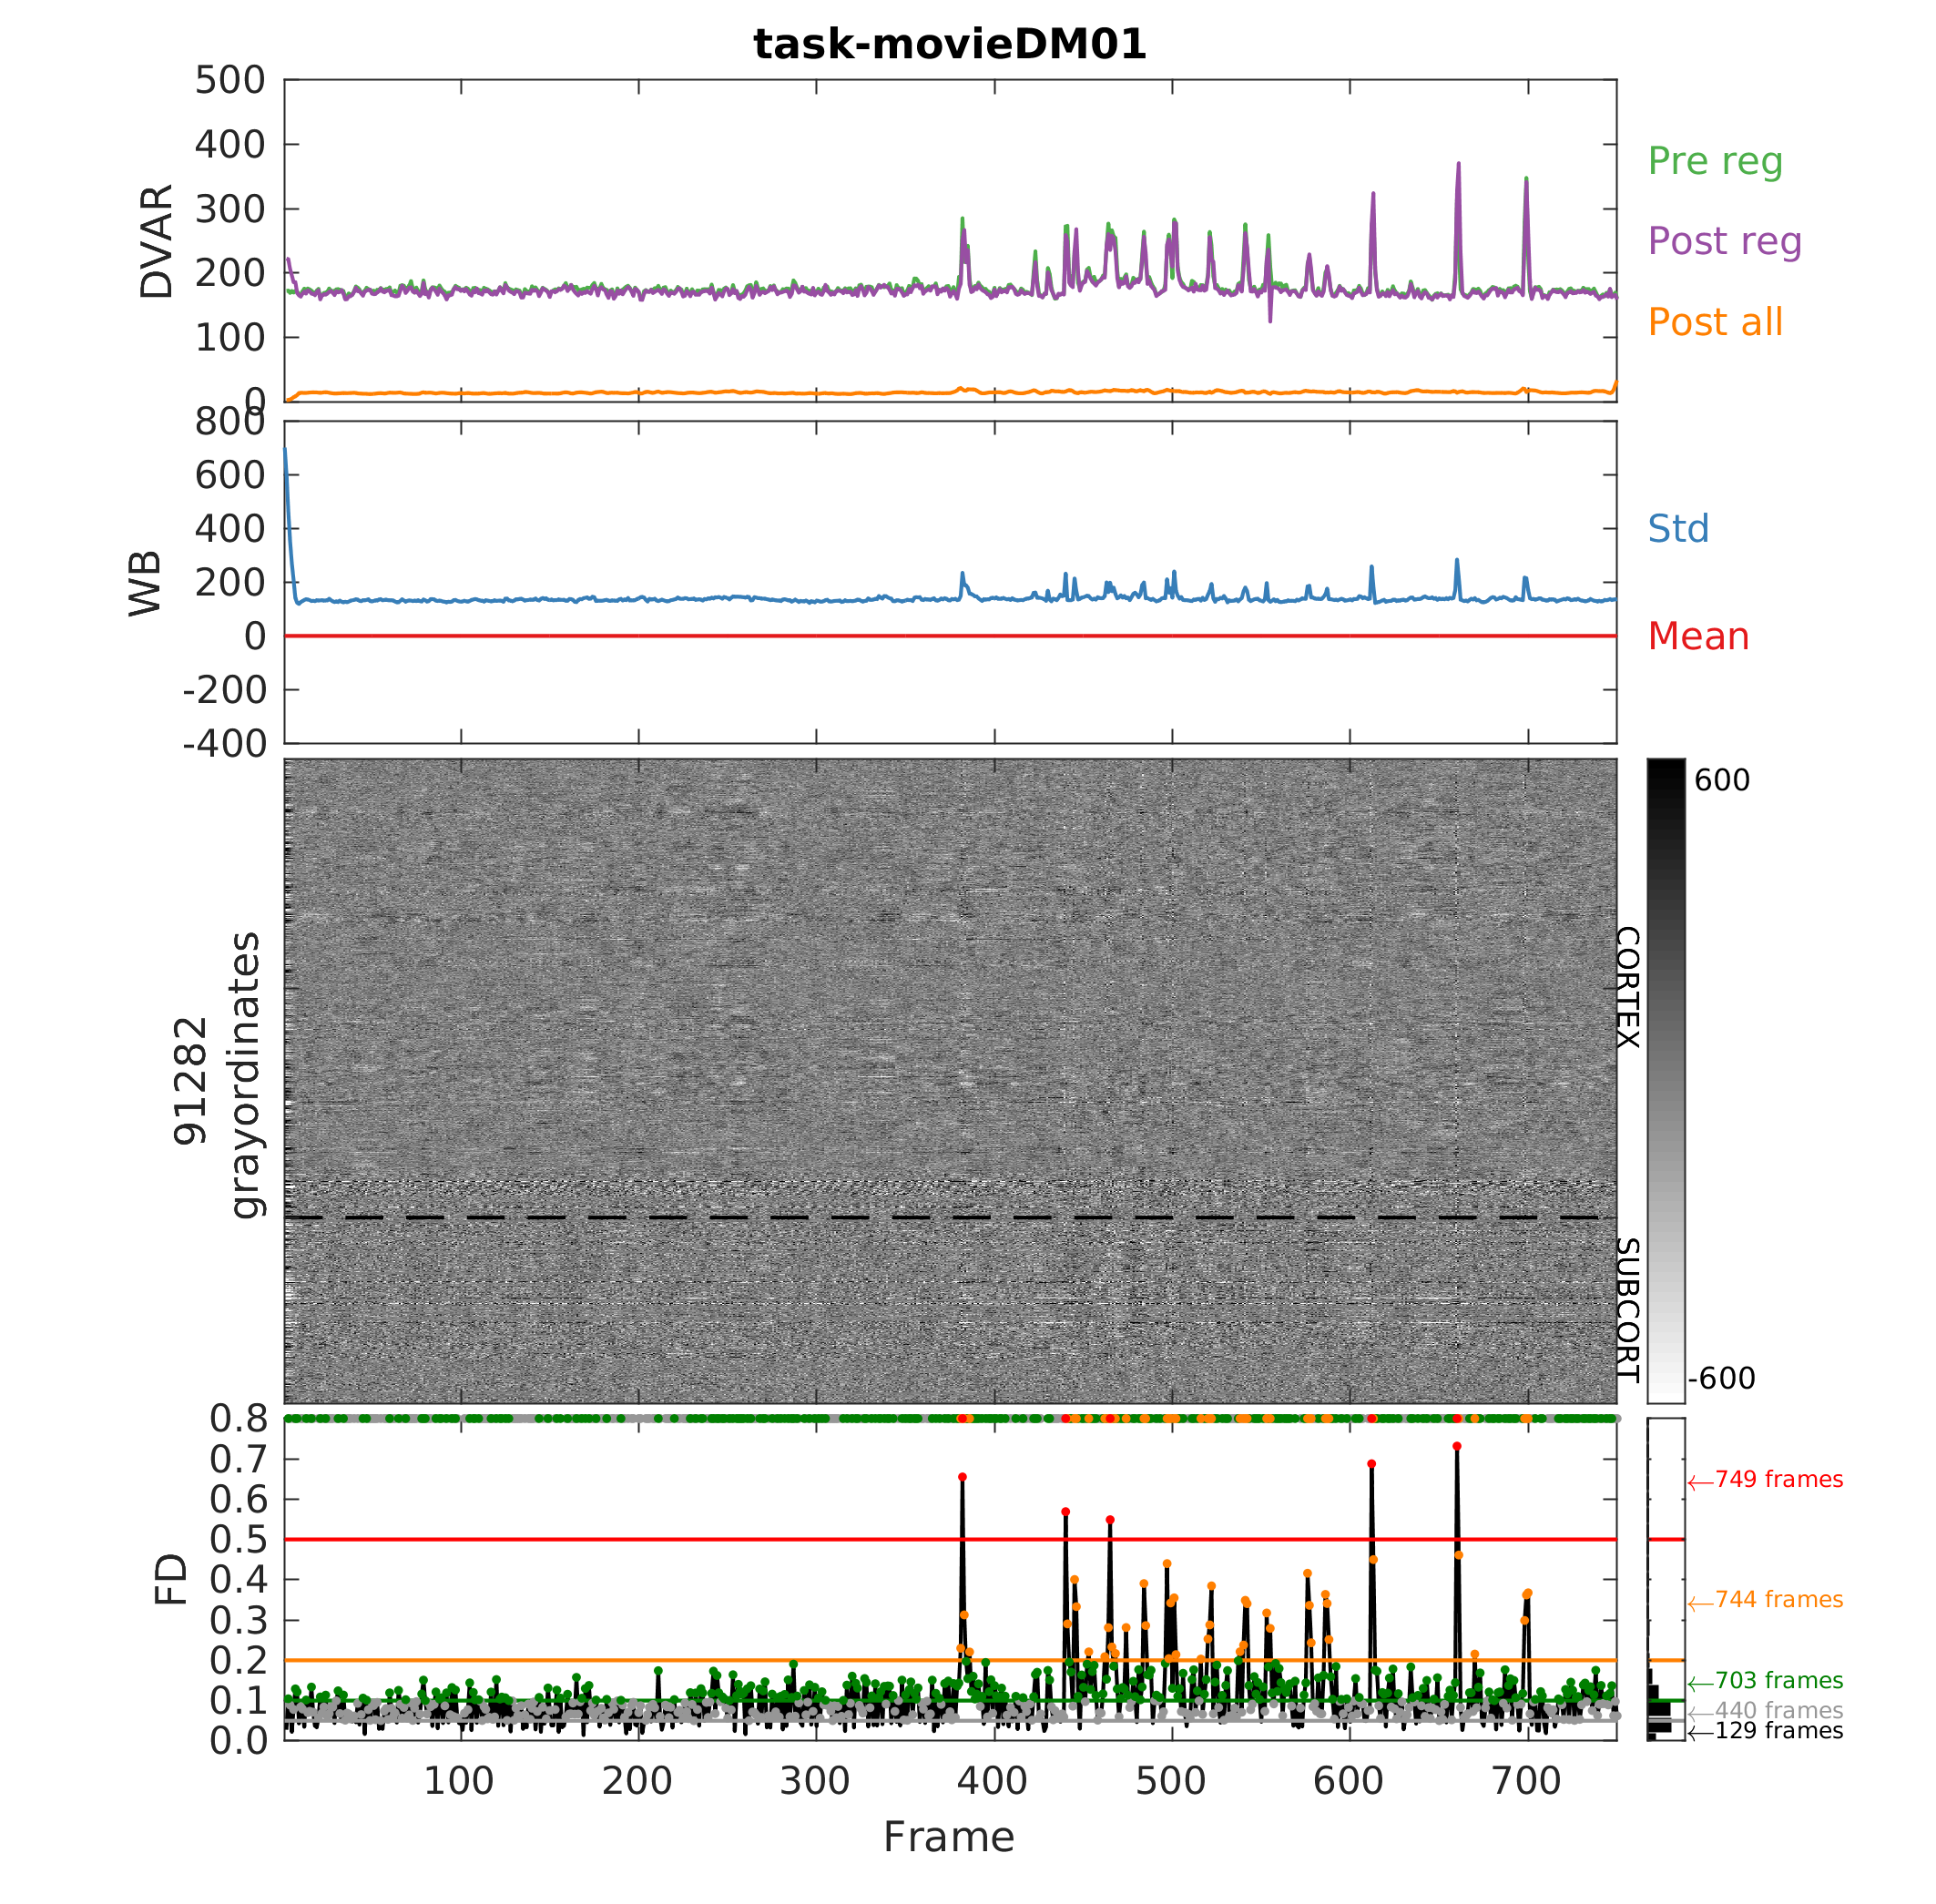 task-movieDM01
500
400
300
200
100
0
DVAR
Pre reg
Post reg
Post all
800
600
400
200
0
-200
-400
WB
Std
Mean
91282
grayordinates
CORTEX
SUBCORT
600
-600
0.8
0.7
0.6
0.5
0.4
0.3
0.2
0.1
0.0
FD
←749 frames
←744 frames
←703 frames
←440 frames
←129 frames
100 200 300 400 500 600 700
Frame